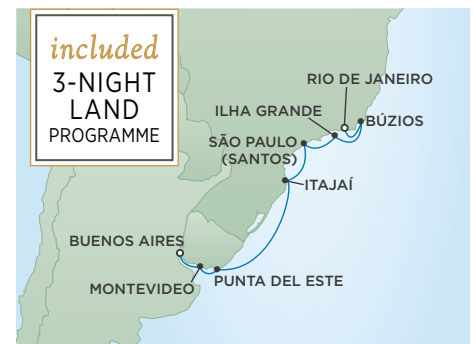 included
3-NIGHT
LAND
PROGRAMME
RIO DE JANEIRO
ILHA GRANDE
BÚZIOS
SÃO PAULO
(SANTOS)
ITAJAÍ
BUENOS AIRES
MONTEVIDEO
PUNTA DEL ESTE